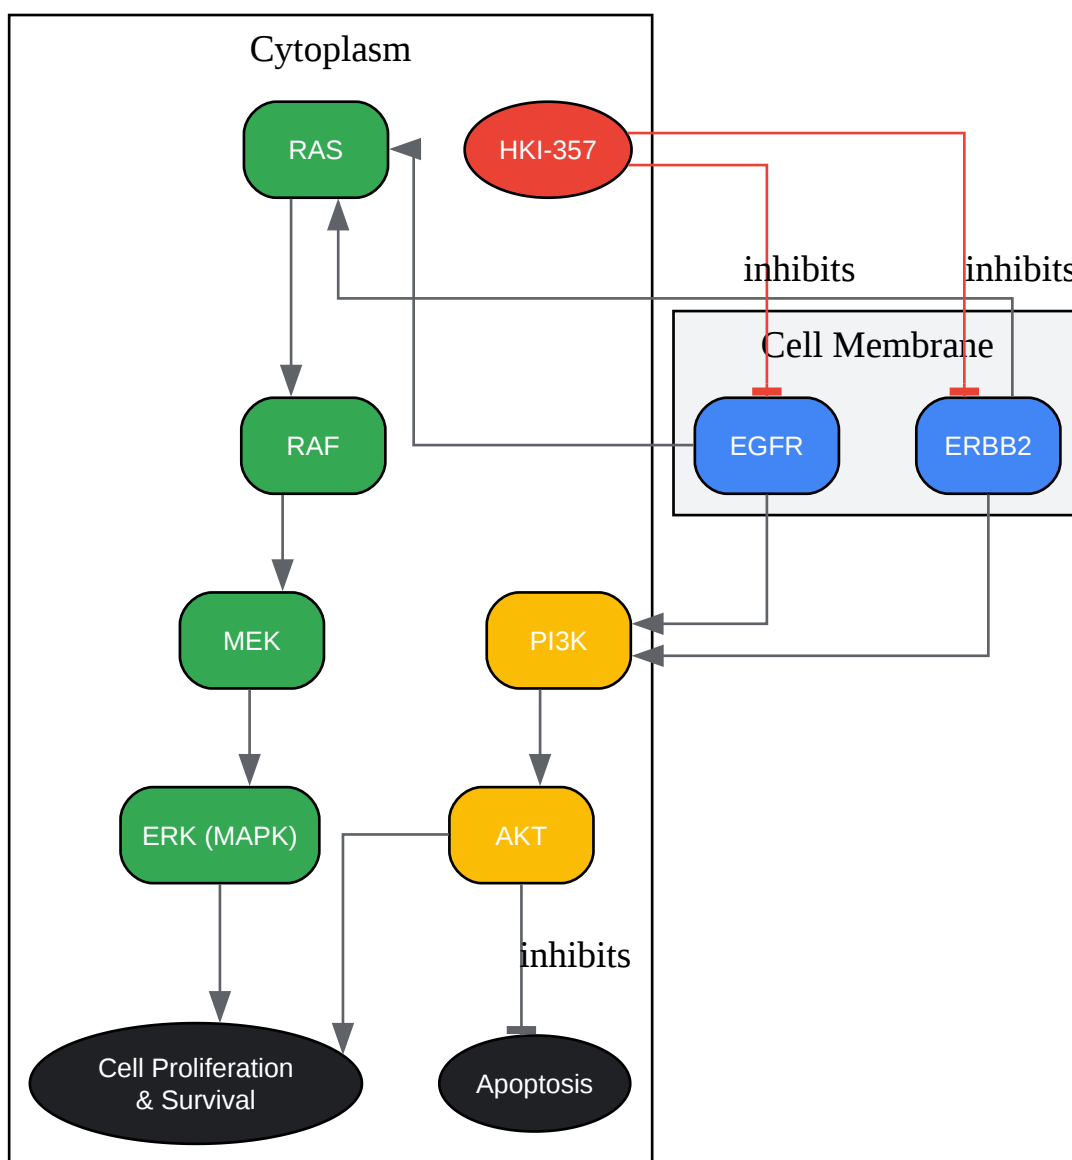 Cytoplasm
RAS
HKI-357
inhibits
inhibits
Cell Membrane
RAF
EGFR
ERBB2
MEK
PI3K
ERK (MAPK)
AKT
inhibits
Cell Proliferation
& Survival
Apoptosis